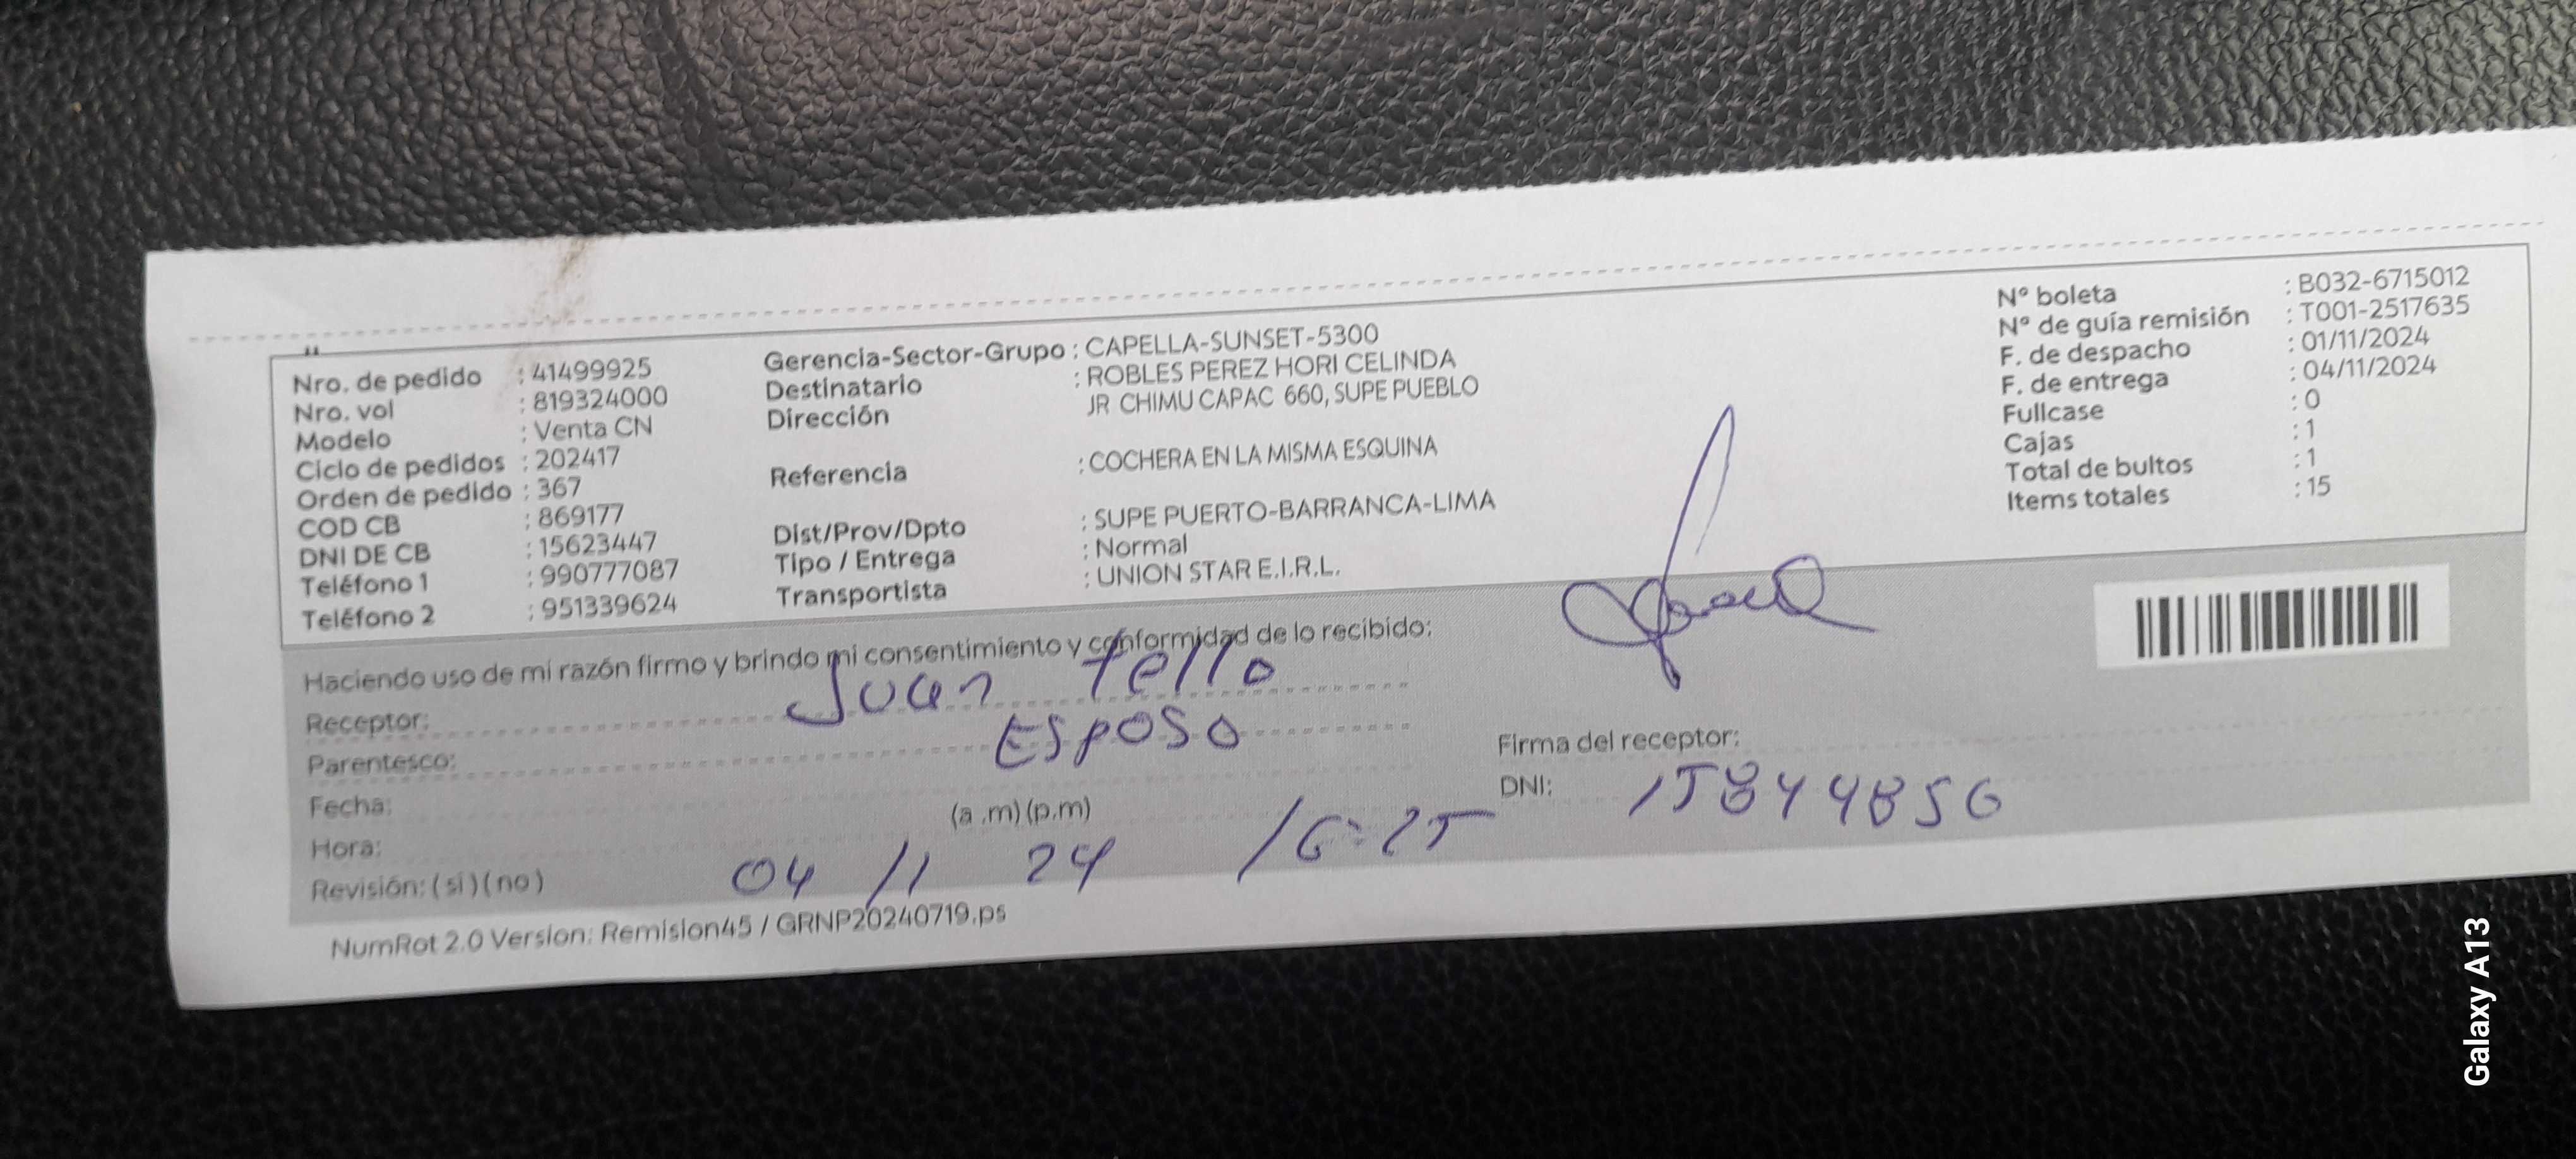 Nro. de pedido : 41499925
Nro. vol : 819324000
Modelo : Venta CN
Ciclo de pedidos : 202417
Orden de pedido : 367
COD CB : 869177
DNI DE CB : 15623447
Teléfono 1 : 990777087
Teléfono 2 : 951339624
Gerencia-Sector-Grupo : CAPELLA-SUNSET-5300
Destinatario : ROBLES PEREZ HORI CELINDA
Dirección JR CHIMU CAPAC 660, SUPE PUEBLO
Referencia : COCHERA EN LA MISMA ESQUINA
Dist/Prov/Dpto : SUPE PUERTO-BARRANCA-LIMA
Tipo / Entrega : Normal
Transportista : UNION STAR E.I.R.L.
N° boleta : B032-6715012
N° de guía remisión : T001-2517635
F. de despacho : 01/11/2024
F. de entrega : 04/11/2024
Fullcase : 0
Cajas : 1
Total de bultos : 1
Items totales : 15
Haciendo uso de mi razón firmo y brindo mi consentimiento y conformidad de lo recibido:
Receptor: Juan Tello
Parentesco: Esposo
Fecha:
Hora: (a .m) (p.m)
Revisión: ( si ) ( no )
04 11 24 16:25
Firma del receptor:
DNI: 15844856
NumRot 2.0 Version: Remision45 / GRNP20240719.ps
Galaxy A13